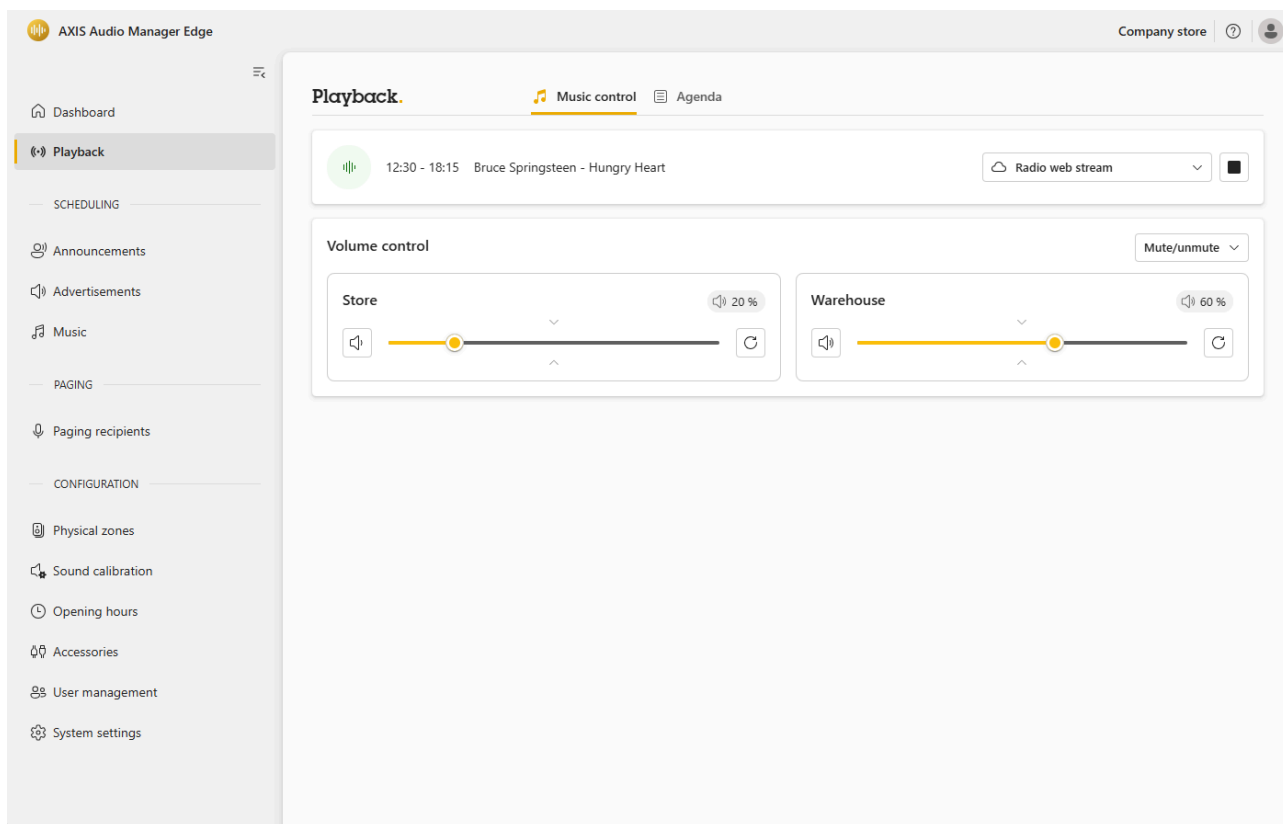 AXIS Audio Manager Edge
Company store
Dashboard
Playback
SCHEDULING
Announcements
Advertisements
Music
PAGING
Paging recipients
CONFIGURATION
Physical zones
Sound calibration
Opening hours
Accessories
User management
System settings
Playback.
Music control
Agenda
12:30 - 18:15 Bruce Springsteen - Hungry Heart
Radio web stream
Volume control
Mute/unmute
Store
20 %
Warehouse
60 %